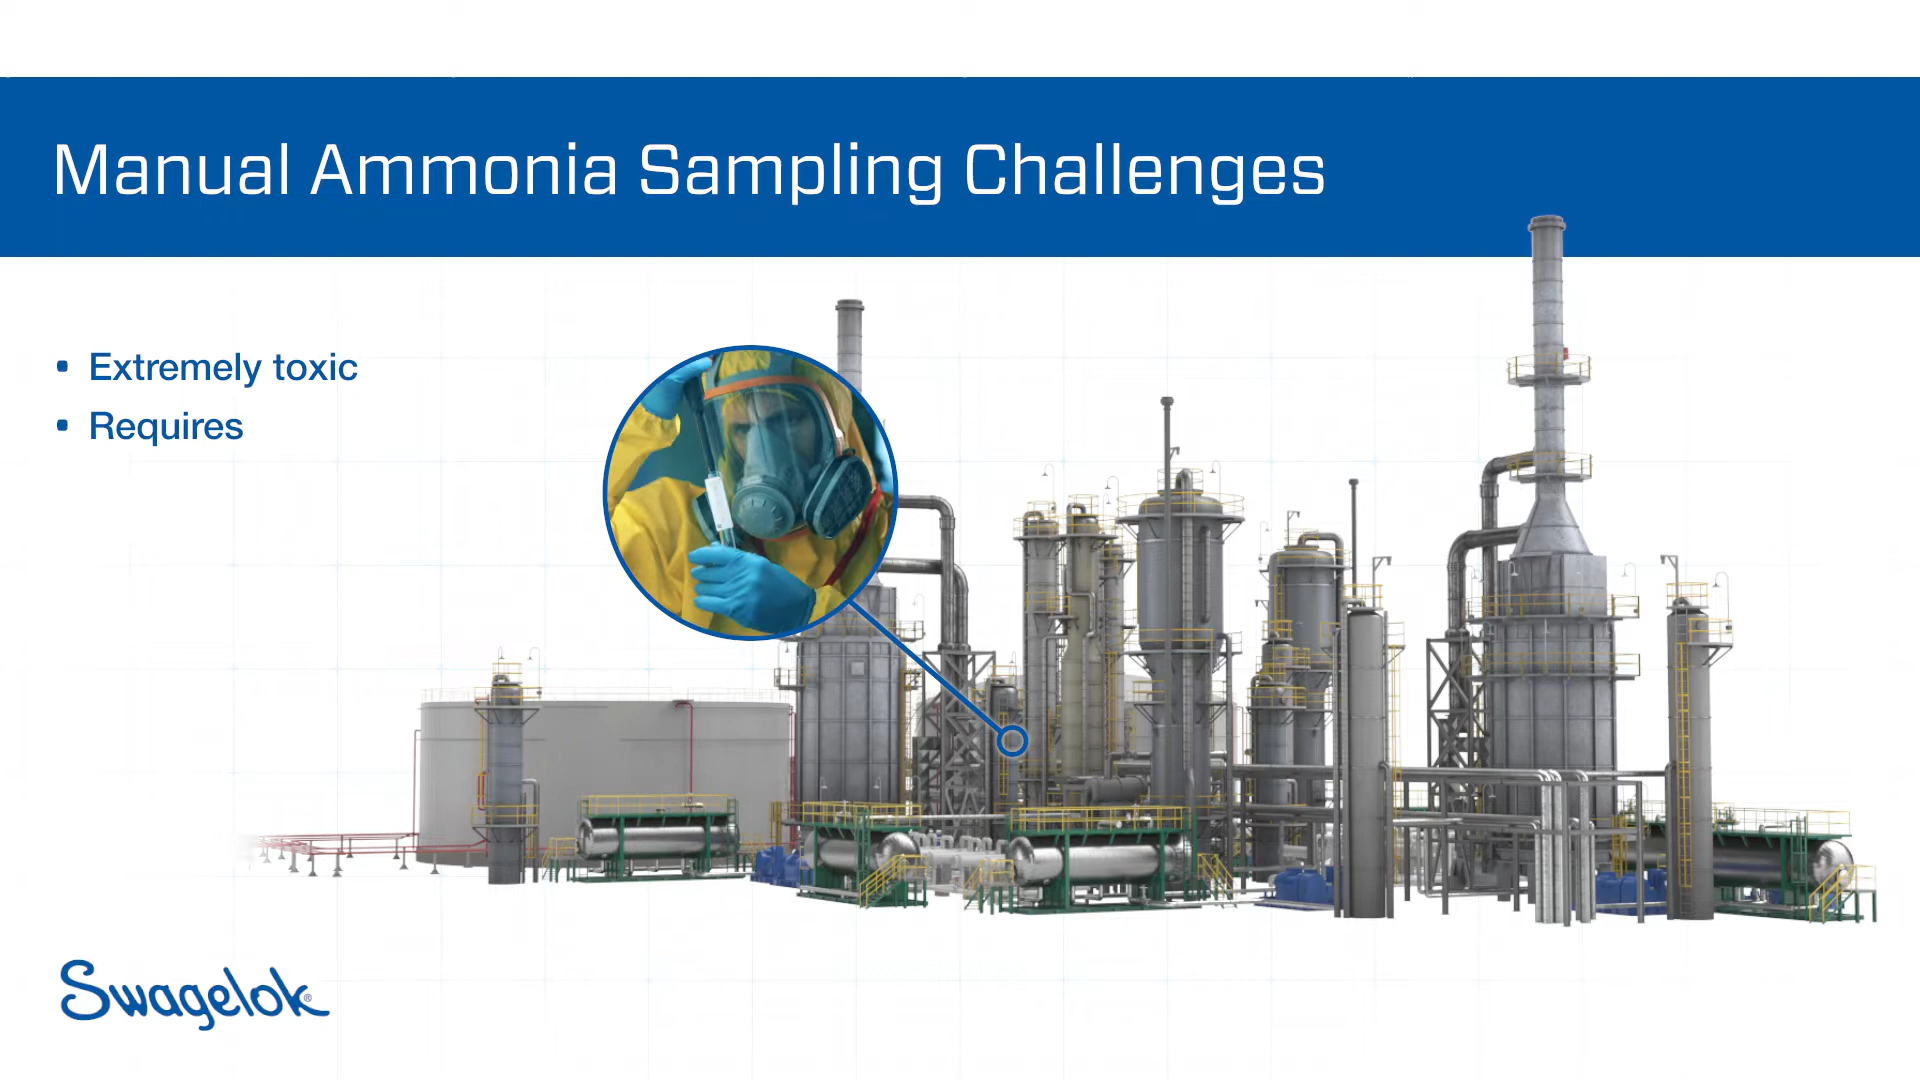 Manual Ammonia Sampling Challenges
• Extremely toxic
• Requires
Swagelok®